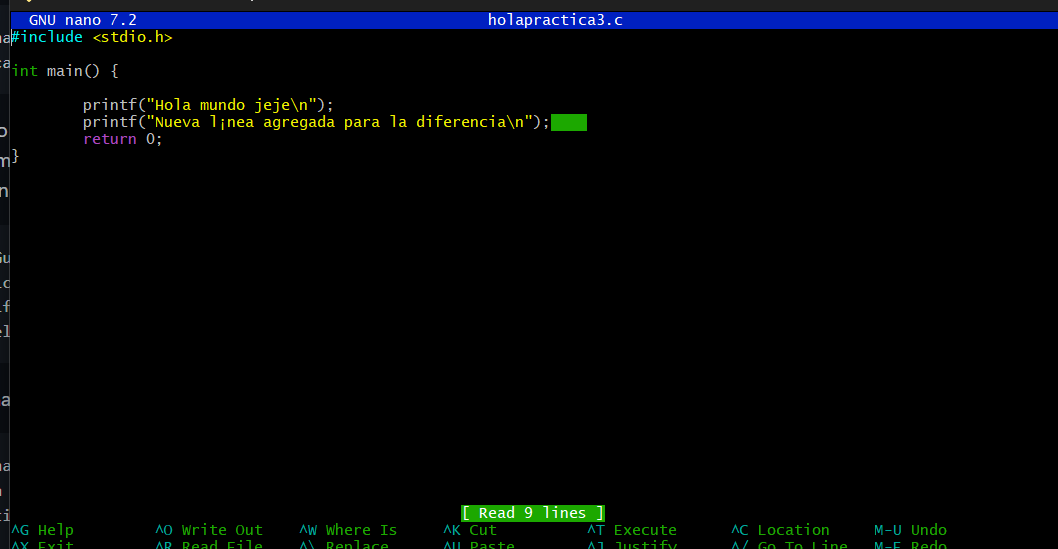 GNU nano 7.2 holapractica3.c
#include <stdio.h>
int main() {
printf("Hola mundo jeje\n");
printf("Nueva l¡nea agregada para la diferencia\n");
return 0;
}
[ Read 9 lines ]
^G Help ^O Write Out ^W Where Is ^K Cut ^T Execute ^C Location M-U Undo
^X Exit ^R Read File ^\ Replace ^U Paste ^J Justify ^/ Go To Line M-E Redo